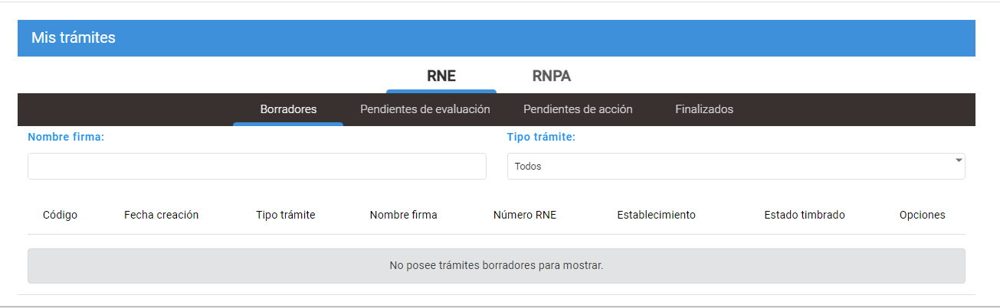 Mis trámites
RNE RNPA
Borradores Pendientes de evaluación Pendientes de acción Finalizados
Nombre firma: Tipo trámite:
Todos
Código Fecha creación Tipo trámite Nombre firma Número RNE Establecimiento Estado timbrado Opciones
No posee trámites borradores para mostrar.